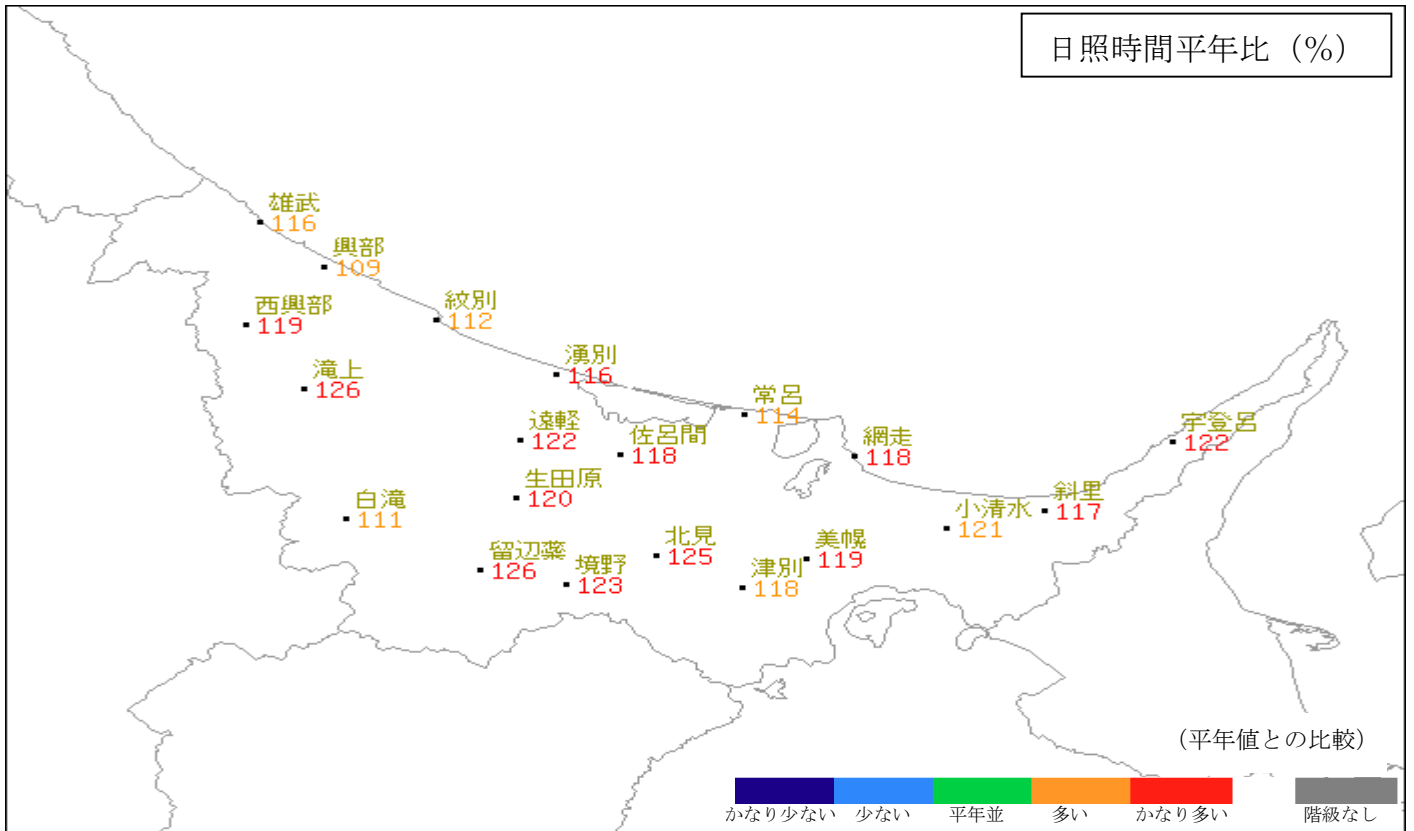 日照時間平年比（%）
雄武
116
興部
109
西興部
119
紋別
112
滝上
126
湧別
116
常呂
114
遠軽
122
佐呂間
118
網走
118
宇登呂
122
生田原
120
白滝
111
小清水
121
斜里
117
留辺蘂
126
境野
123
北見
125
津別
118
美幌
119
（平年値との比較）
かなり少ない 少ない 平年並 多い かなり多い 階級なし